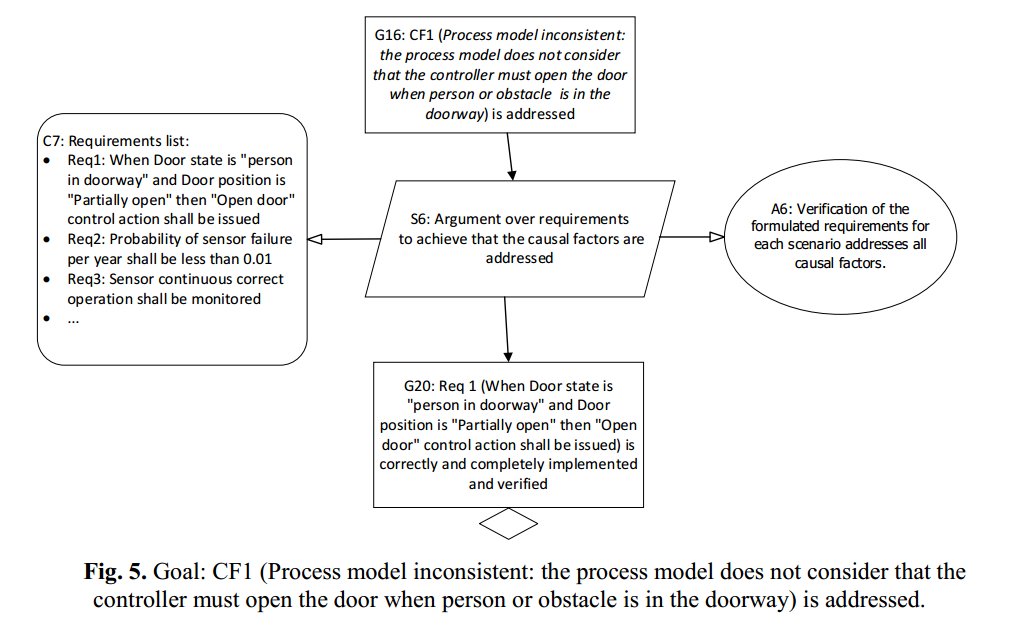 G16: CF1 (Process model inconsistent:
the process model does not consider
that the controller must open the door
when person or obstacle is in the
doorway) is addressed
C7: Requirements list:
• Req1: When Door state is "person
in doorway" and Door position is
"Partially open" then "Open door"
control action shall be issued
• Req2: Probability of sensor failure
per year shall be less than 0.01
• Req3: Sensor continuous correct
operation shall be monitored
• ...
S6: Argument over requirements
to achieve that the causal factors are
addressed
A6: Verification of the
formulated requirements for
each scenario addresses all
causal factors.
G20: Req 1 (When Door state is
"person in doorway" and Door
position is "Partially open" then "Open
door" control action shall be issued) is
correctly and completely implemented
and verified
Fig. 5. Goal: CF1 (Process model inconsistent: the process model does not consider that the
controller must open the door when person or obstacle is in the doorway) is addressed.